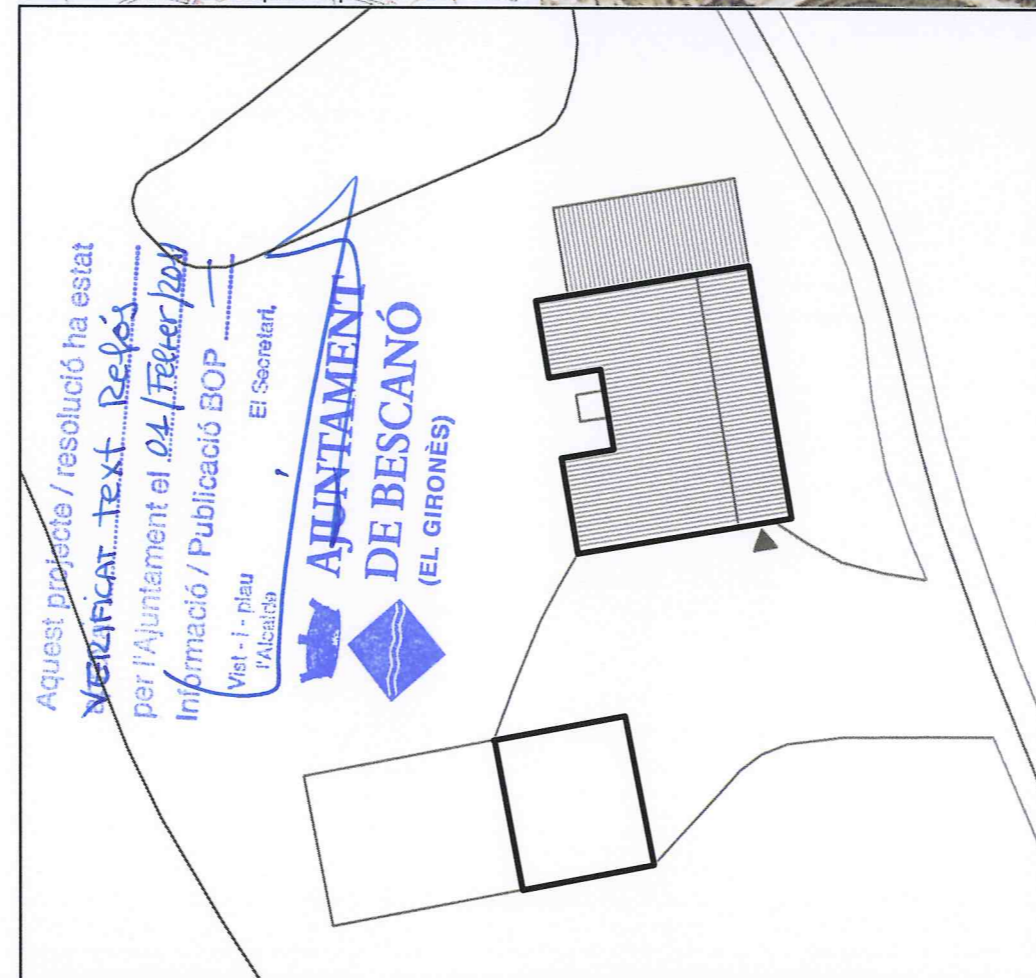 Aquest projecte / resolució ha estat
VERIFICAT text Refós
per l'Ajuntament el 01/Febrer/20
Informació / Publicació BOP —
Vist - i - plau
l'Alcalde
El Secretari,
AJUNTAMENT
DE BESCANÓ
(EL GIRONÈS)